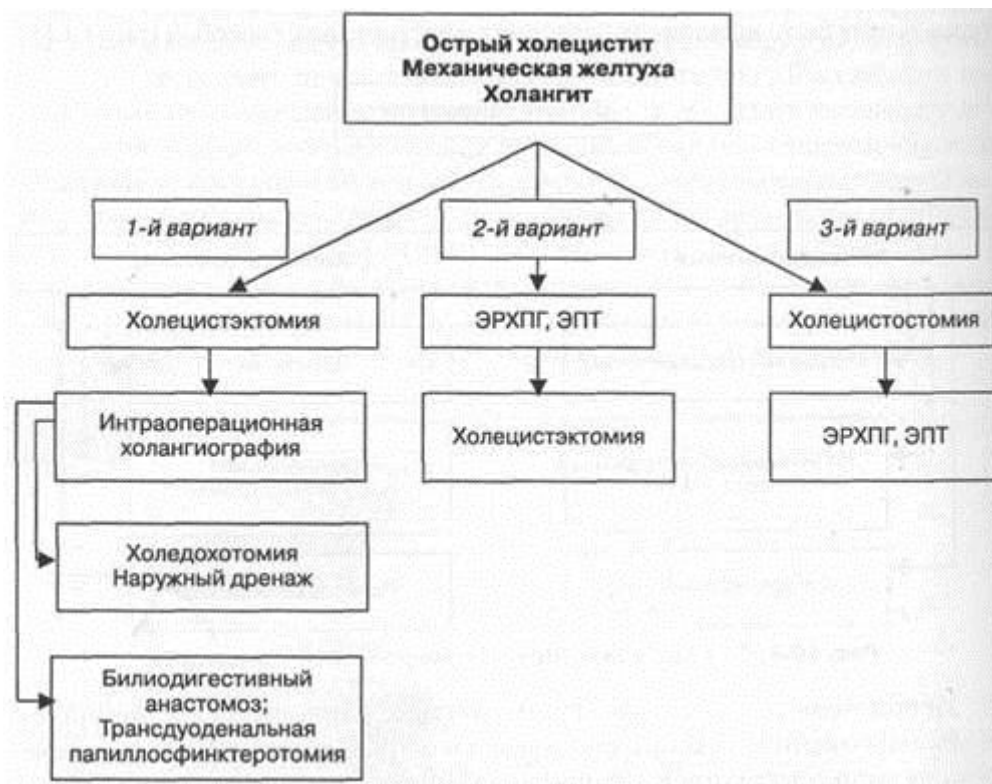 Острый холецистит
Механическая желтуха
Холангит
1-й вариант
2-й вариант
3-й вариант
Холецистэктомия
ЭРХПГ, ЭПТ
Холецистостомия
Интраоперационная
холангиография
Холецистэктомия
ЭРХПГ, ЭПТ
Холедохотомия
Наружный дренаж
Билиодигестивный
анастомоз;
Трансдуоденальная
папиллосфинктеротомия